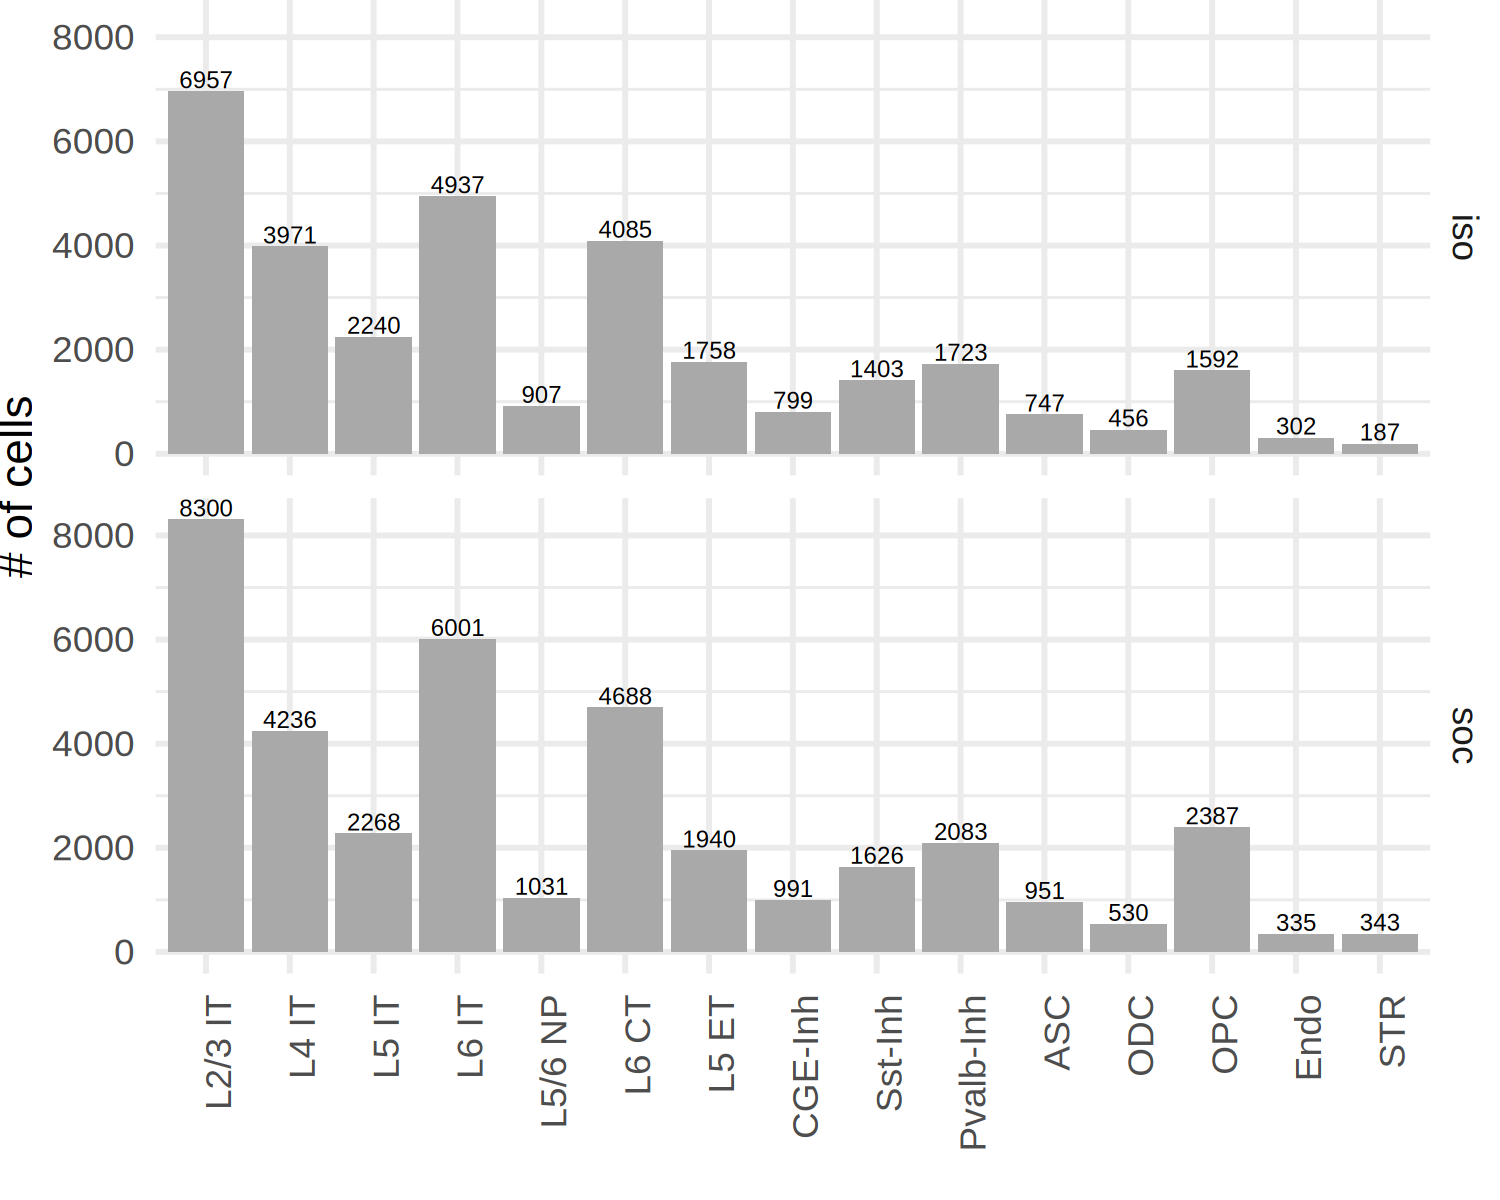 # of cells
8000
6000
4000
2000
0
6957
3971
2240
4937
907
4085
1758
799
1403
1723
747
456
1592
302
187
iso
8000
6000
4000
2000
0
8300
4236
2268
6001
1031
4688
1940
991
1626
2083
951
530
2387
335
343
soc
L2/3 IT
L4 IT
L5 IT
L6 IT
L5/6 NP
L6 CT
L5 ET
CGE-Inh
Sst-Inh
Pvalb-Inh
ASC
ODC
OPC
Endo
STR